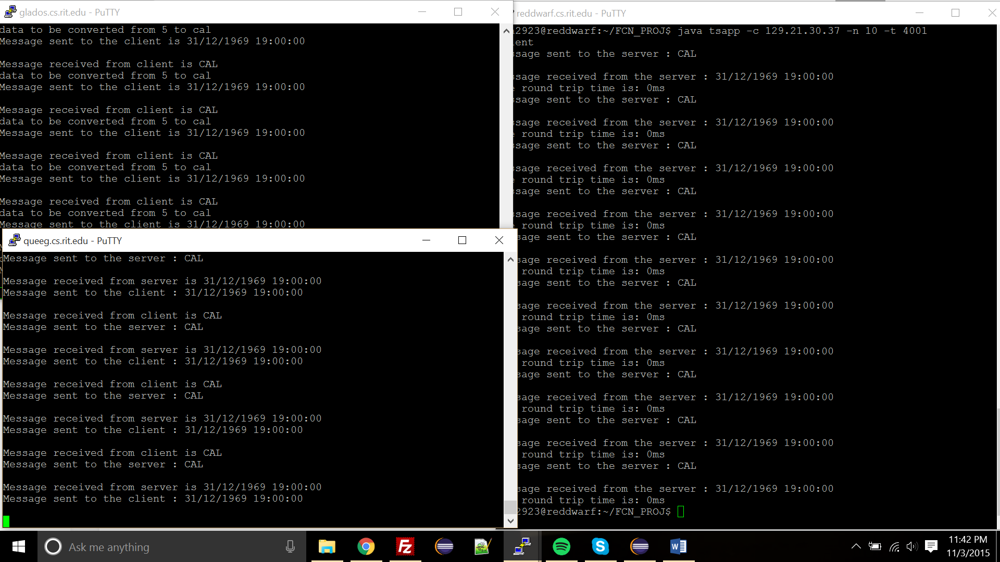 glados.cs.rit.edu - PuTTY
data to be converted from 5 to cal
Message sent to the client is 31/12/1969 19:00:00
Message received from client is CAL
data to be converted from 5 to cal
Message sent to the client is 31/12/1969 19:00:00
Message received from client is CAL
data to be converted from 5 to cal
Message sent to the client is 31/12/1969 19:00:00
Message received from client is CAL
data to be converted from 5 to cal
Message sent to the client is 31/12/1969 19:00:00
Message received from client is CAL
data to be converted from 5 to cal
Message sent to the client is 31/12/1969 19:00:00
queeg.cs.rit.edu - PuTTY
Message sent to the server : CAL
Message received from server is 31/12/1969 19:00:00
Message sent to the client : 31/12/1969 19:00:00
Message received from client is CAL
Message sent to the server : CAL
Message received from server is 31/12/1969 19:00:00
Message sent to the client : 31/12/1969 19:00:00
Message received from client is CAL
Message sent to the server : CAL
Message received from server is 31/12/1969 19:00:00
Message sent to the client : 31/12/1969 19:00:00
Message received from client is CAL
Message sent to the server : CAL
Message received from server is 31/12/1969 19:00:00
Message sent to the client : 31/12/1969 19:00:00
reddwarf.cs.rit.edu - PuTTY
2923@reddwarf:~/FCN_PROJ$ java tsapp -c 129.21.30.37 -n 10 -t 4001
ent
ssage sent to the server : CAL
ssage received from the server : 31/12/1969 19:00:00
e round trip time is: 0ms
ssage sent to the server : CAL
ssage received from the server : 31/12/1969 19:00:00
e round trip time is: 0ms
ssage sent to the server : CAL
ssage received from the server : 31/12/1969 19:00:00
e round trip time is: 0ms
ssage sent to the server : CAL
ssage received from the server : 31/12/1969 19:00:00
e round trip time is: 0ms
sage sent to the server : CAL
sage received from the server : 31/12/1969 19:00:00
round trip time is: 0ms
sage sent to the server : CAL
sage received from the server : 31/12/1969 19:00:00
round trip time is: 0ms
sage sent to the server : CAL
sage received from the server : 31/12/1969 19:00:00
round trip time is: 0ms
sage sent to the server : CAL
sage received from the server : 31/12/1969 19:00:00
round trip time is: 0ms
sage sent to the server : CAL
sage received from the server : 31/12/1969 19:00:00
round trip time is: 0ms
sage sent to the server : CAL
sage received from the server : 31/12/1969 19:00:00
round trip time is: 0ms
2923@reddwarf:~/FCN_PROJ$
Ask me anything
11:42 PM
11/3/2015